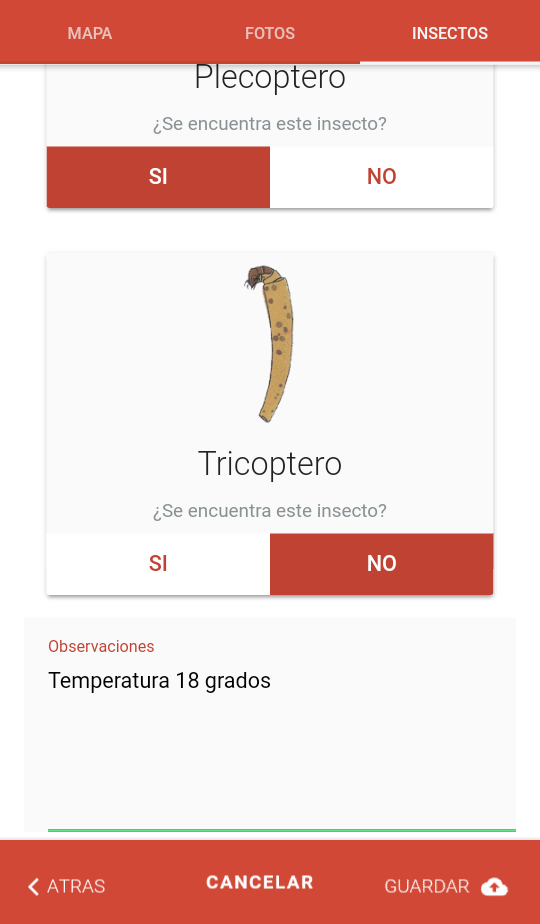 MAPA FOTOS INSECTOS
Plecoptero
¿Se encuentra este insecto?
SI NO
Tricoptero
¿Se encuentra este insecto?
SI NO
Observaciones
Temperatura 18 grados
ATRAS CANCELAR GUARDAR